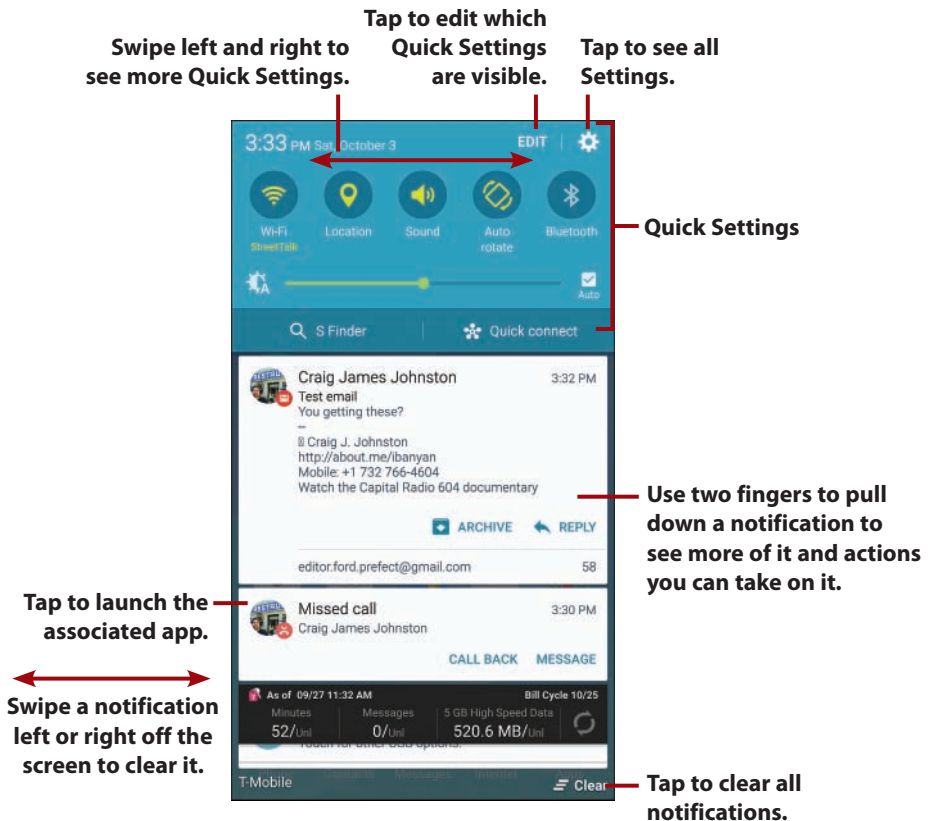 Tap to edit which
Quick Settings
are visible.
Swipe left and right to
see more Quick Settings.
Tap to see all
Settings.
3:33 PM Sat, October 3
EDIT
Wi-Fi
StreetTalk
Location
Sound
Auto
rotate
Bluetooth
Quick Settings
A
Auto
S Finder
Quick connect
Craig James Johnston 3:32 PM
Test email
You getting these?
--
Craig J. Johnston
http://about.me/ibanyan
Mobile: +1 732 766-4604
Watch the Capital Radio 604 documentary
ARCHIVE REPLY
editor.ford.prefect@gmail.com 58
Use two fingers to pull
down a notification to
see more of it and actions
you can take on it.
Tap to launch the
associated app.
Missed call 3:30 PM
Craig James Johnston
CALL BACK MESSAGE
Swipe a notification
left or right off the
screen to clear it.
As of 09/27 11:32 AM Bill Cycle 10/25
Minutes Messages 5 GB High Speed Data
52/Unl 0/Unl 520.6 MB/Unl
Touch for other USB options.
Contacts Messages Internet
T-Mobile Clear
Tap to clear all
notifications.